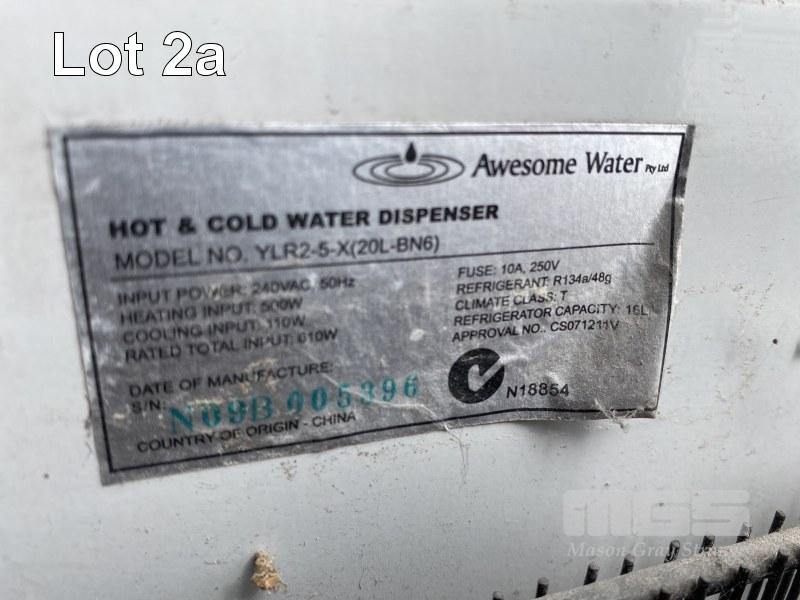 Lot 2a
Awesome Water Pty Ltd
HOT & COLD WATER DISPENSER
MODEL NO. YLR2-5-X(20L-BN6)
INPUT POWER: 240VAC, 50Hz
HEATING INPUT: 500W
COOLING INPUT: 110W
RATED TOTAL INPUT: 610W
FUSE: 10A, 250V
REFRIGERANT: R134a/48g
CLIMATE CLASS: T
REFRIGERATOR CAPACITY: 16L
APPROVAL NO.. CS071211V
DATE OF MANUFACTURE:
S/N: N09B 005396
COUNTRY OF ORIGIN - CHINA
N18854
MGS
Mason Gray Strange